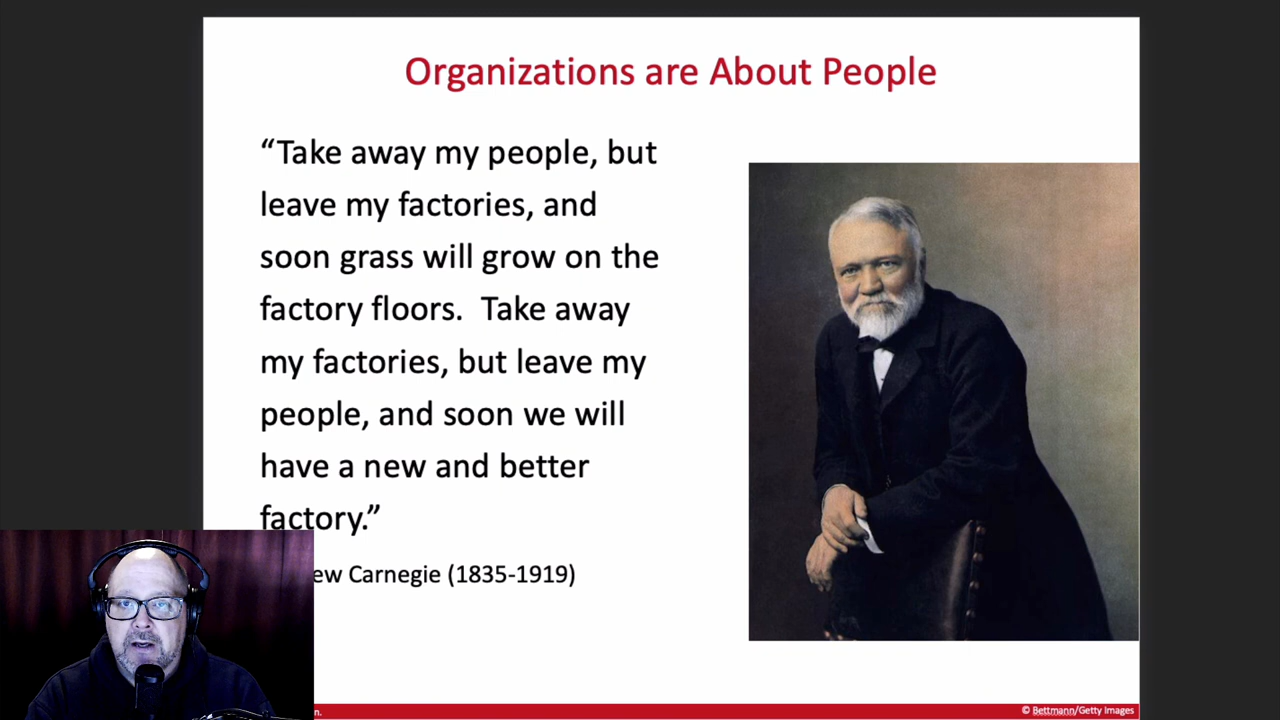 Organizations are About People
“Take away my people, but
leave my factories, and
soon grass will grow on the
factory floors.  Take away
my factories, but leave my
people, and soon we will
have a new and better
factory.”
Carnegie (1835-1919)
© Bettmann/Getty Images